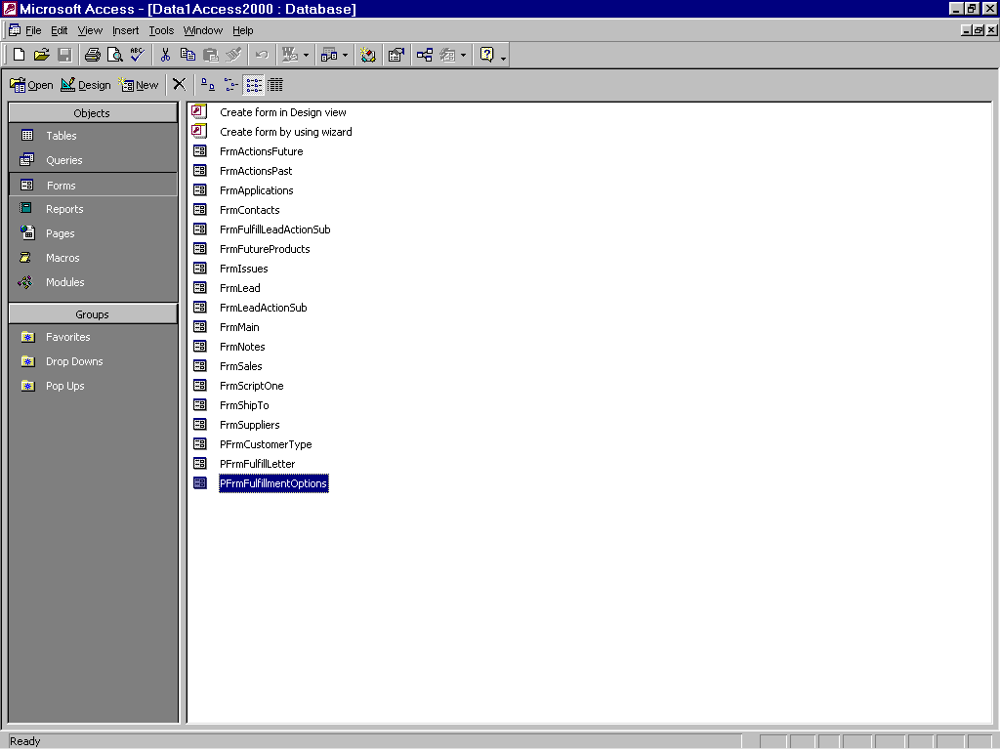 Microsoft Access - [Data1Access2000 : Database]
File Edit View Insert Tools Window Help
Open Design New
Objects
Tables
Queries
Forms
Reports
Pages
Macros
Modules
Groups
Favorites
Drop Downs
Pop Ups
Create form in Design view
Create form by using wizard
FrmActionsFuture
FrmActionsPast
FrmApplications
FrmContacts
FrmFulfillLeadActionSub
FrmFutureProducts
FrmIssues
FrmLead
FrmLeadActionSub
FrmMain
FrmNotes
FrmSales
FrmScriptOne
FrmShipTo
FrmSuppliers
PFrmCustomerType
PFrmFulfillLetter
PFrmFulfillmentOptions
Ready